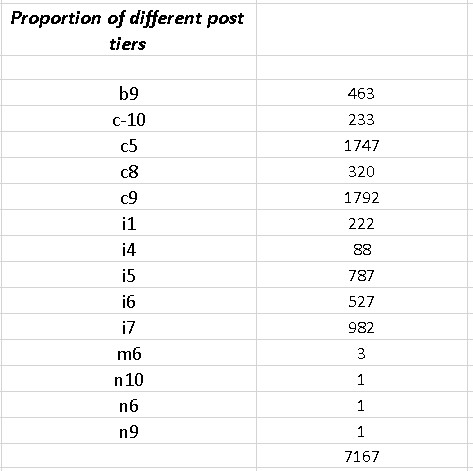 Proportion of different post
tiers
b9 463
c-10 233
c5 1747
c8 320
c9 1792
i1 222
i4 88
i5 787
i6 527
i7 982
m6 3
n10 1
n6 1
n9 1
7167